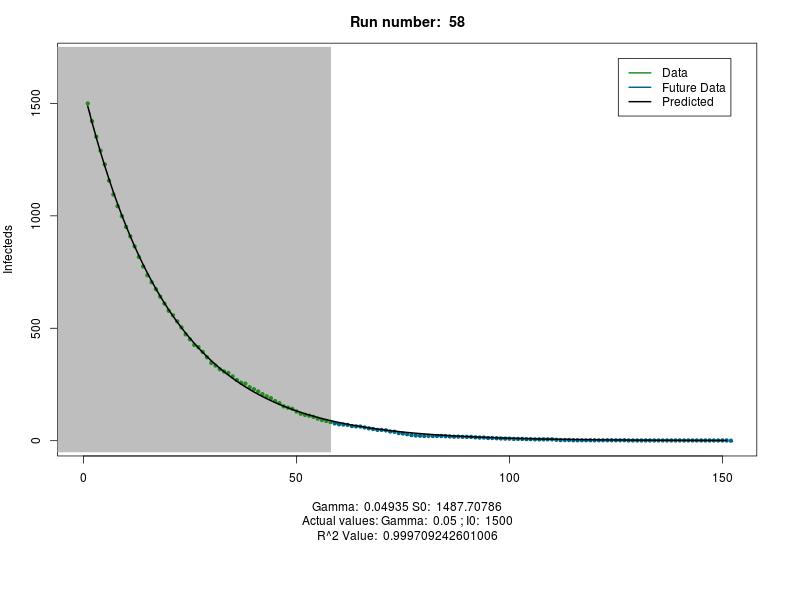 Run number: 58
Data
Future Data
Predicted
Infecteds
1500
1000
500
0
0 50 100 150
Gamma: 0.04935 S0: 1487.70786
Actual values: Gamma: 0.05 ; I0: 1500
R^2 Value: 0.999709242601006